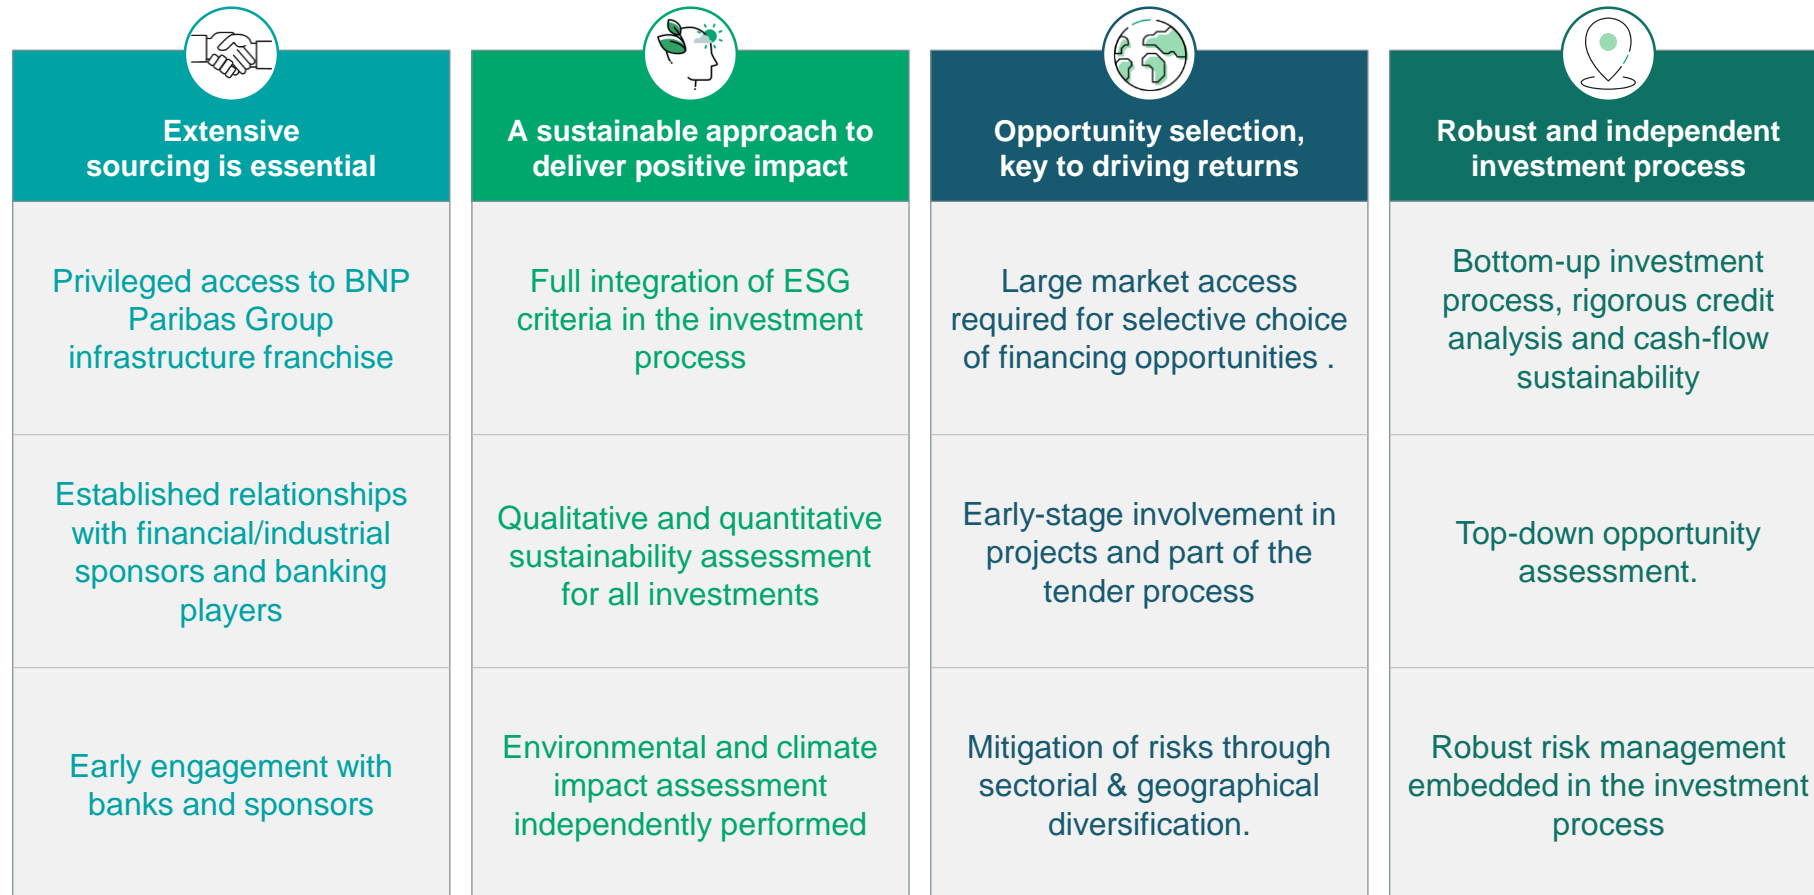 Extensive
sourcing is essential
Privileged access to BNP
Paribas Group
infrastructure franchise
Established relationships
with financial/industrial
sponsors and banking
players
Early engagement with
banks and sponsors
A sustainable approach to
deliver positive impact
Full integration of ESG
criteria in the investment
process
Qualitative and quantitative
sustainability assessment
for all investments
Environmental and climate
impact assessment
independently performed
Opportunity selection,
key to driving returns
Large market access
required for selective choice
of financing opportunities .
Early-stage involvement in
projects and part of the
tender process
Mitigation of risks through
sectorial & geographical
diversification.
Robust and independent
investment process
Bottom-up investment
process, rigorous credit
analysis and cash-flow
sustainability
Top-down opportunity
assessment.
Robust risk management
embedded in the investment
process